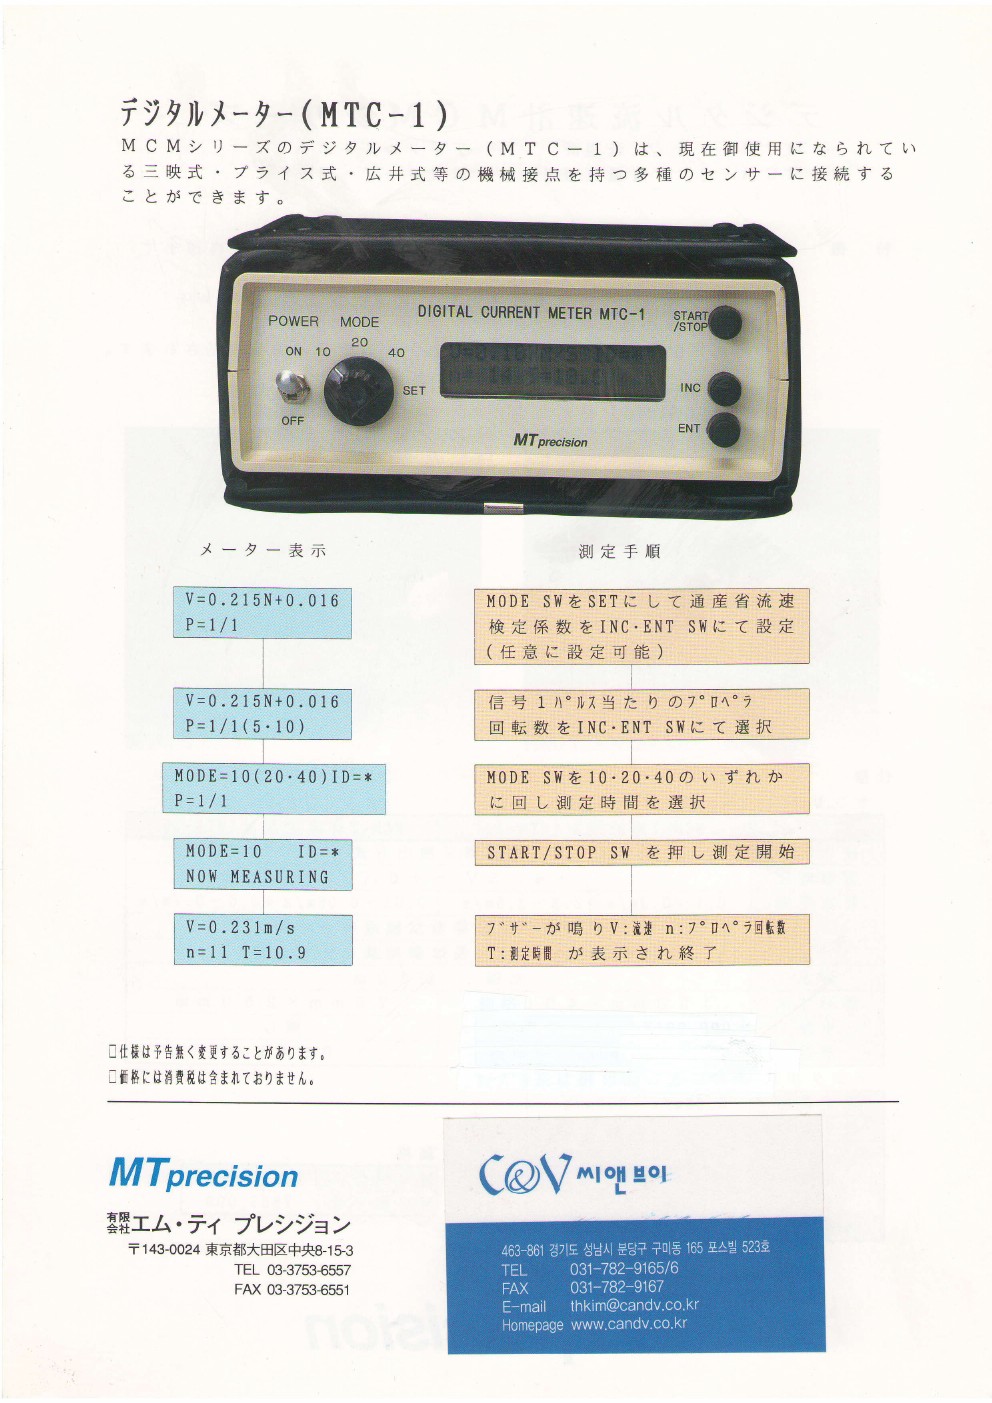 デジタルメーター(MTC-1)
MCMシリーズのデジタルメーター(MTC-1)は、現在御使用になられてい
る三映式・プライス式・広井式等の機械接点を持つ多種のセンサーに接続する
ことができます。
DIGITAL CURRENT METER MTC-1
POWER MODE
ON 10 20 40 SET
OFF
START
/STOP
INC
ENT
MT precision
メーター表示
V=0.215N+0.016
P=1/1
V=0.215N+0.016
P=1/1(5・10)
MODE=10(20・40)ID=*
P=1/1
MODE=10 ID=*
NOW MEASURING
V=0.231m/s
n=11 T=10.9
測定手順
MODE SWをSETにして通産省流速
検定係数をINC・ENT SWにて設定
(任意に設定可能)
信号1パルス当たりのプロペラ
回転数をINC・ENT SWにて選択
MODE SWを10・20・40のいずれか
に回し測定時間を選択
START/STOP SW を押し測定開始
ブザーが鳴りV:流速 n:プロペラ回転数
T:測定時間 が表示され終了
□仕様は予告無く変更することがあります。
□価格には消費税は含まれておりません。
MT precision
有限会社エム・ティ プレシジョン
〒143-0024 東京都大田区中央8-15-3
TEL 03-3753-6557
FAX 03-3753-6551
C&V 씨앤브이
463-861 경기도 성남시 분당구 구미동 165 포스빌 523호
TEL 031-782-9165/6
FAX 031-782-9167
E-mail thkim@candv.co.kr
Homepage www.candv.co.kr